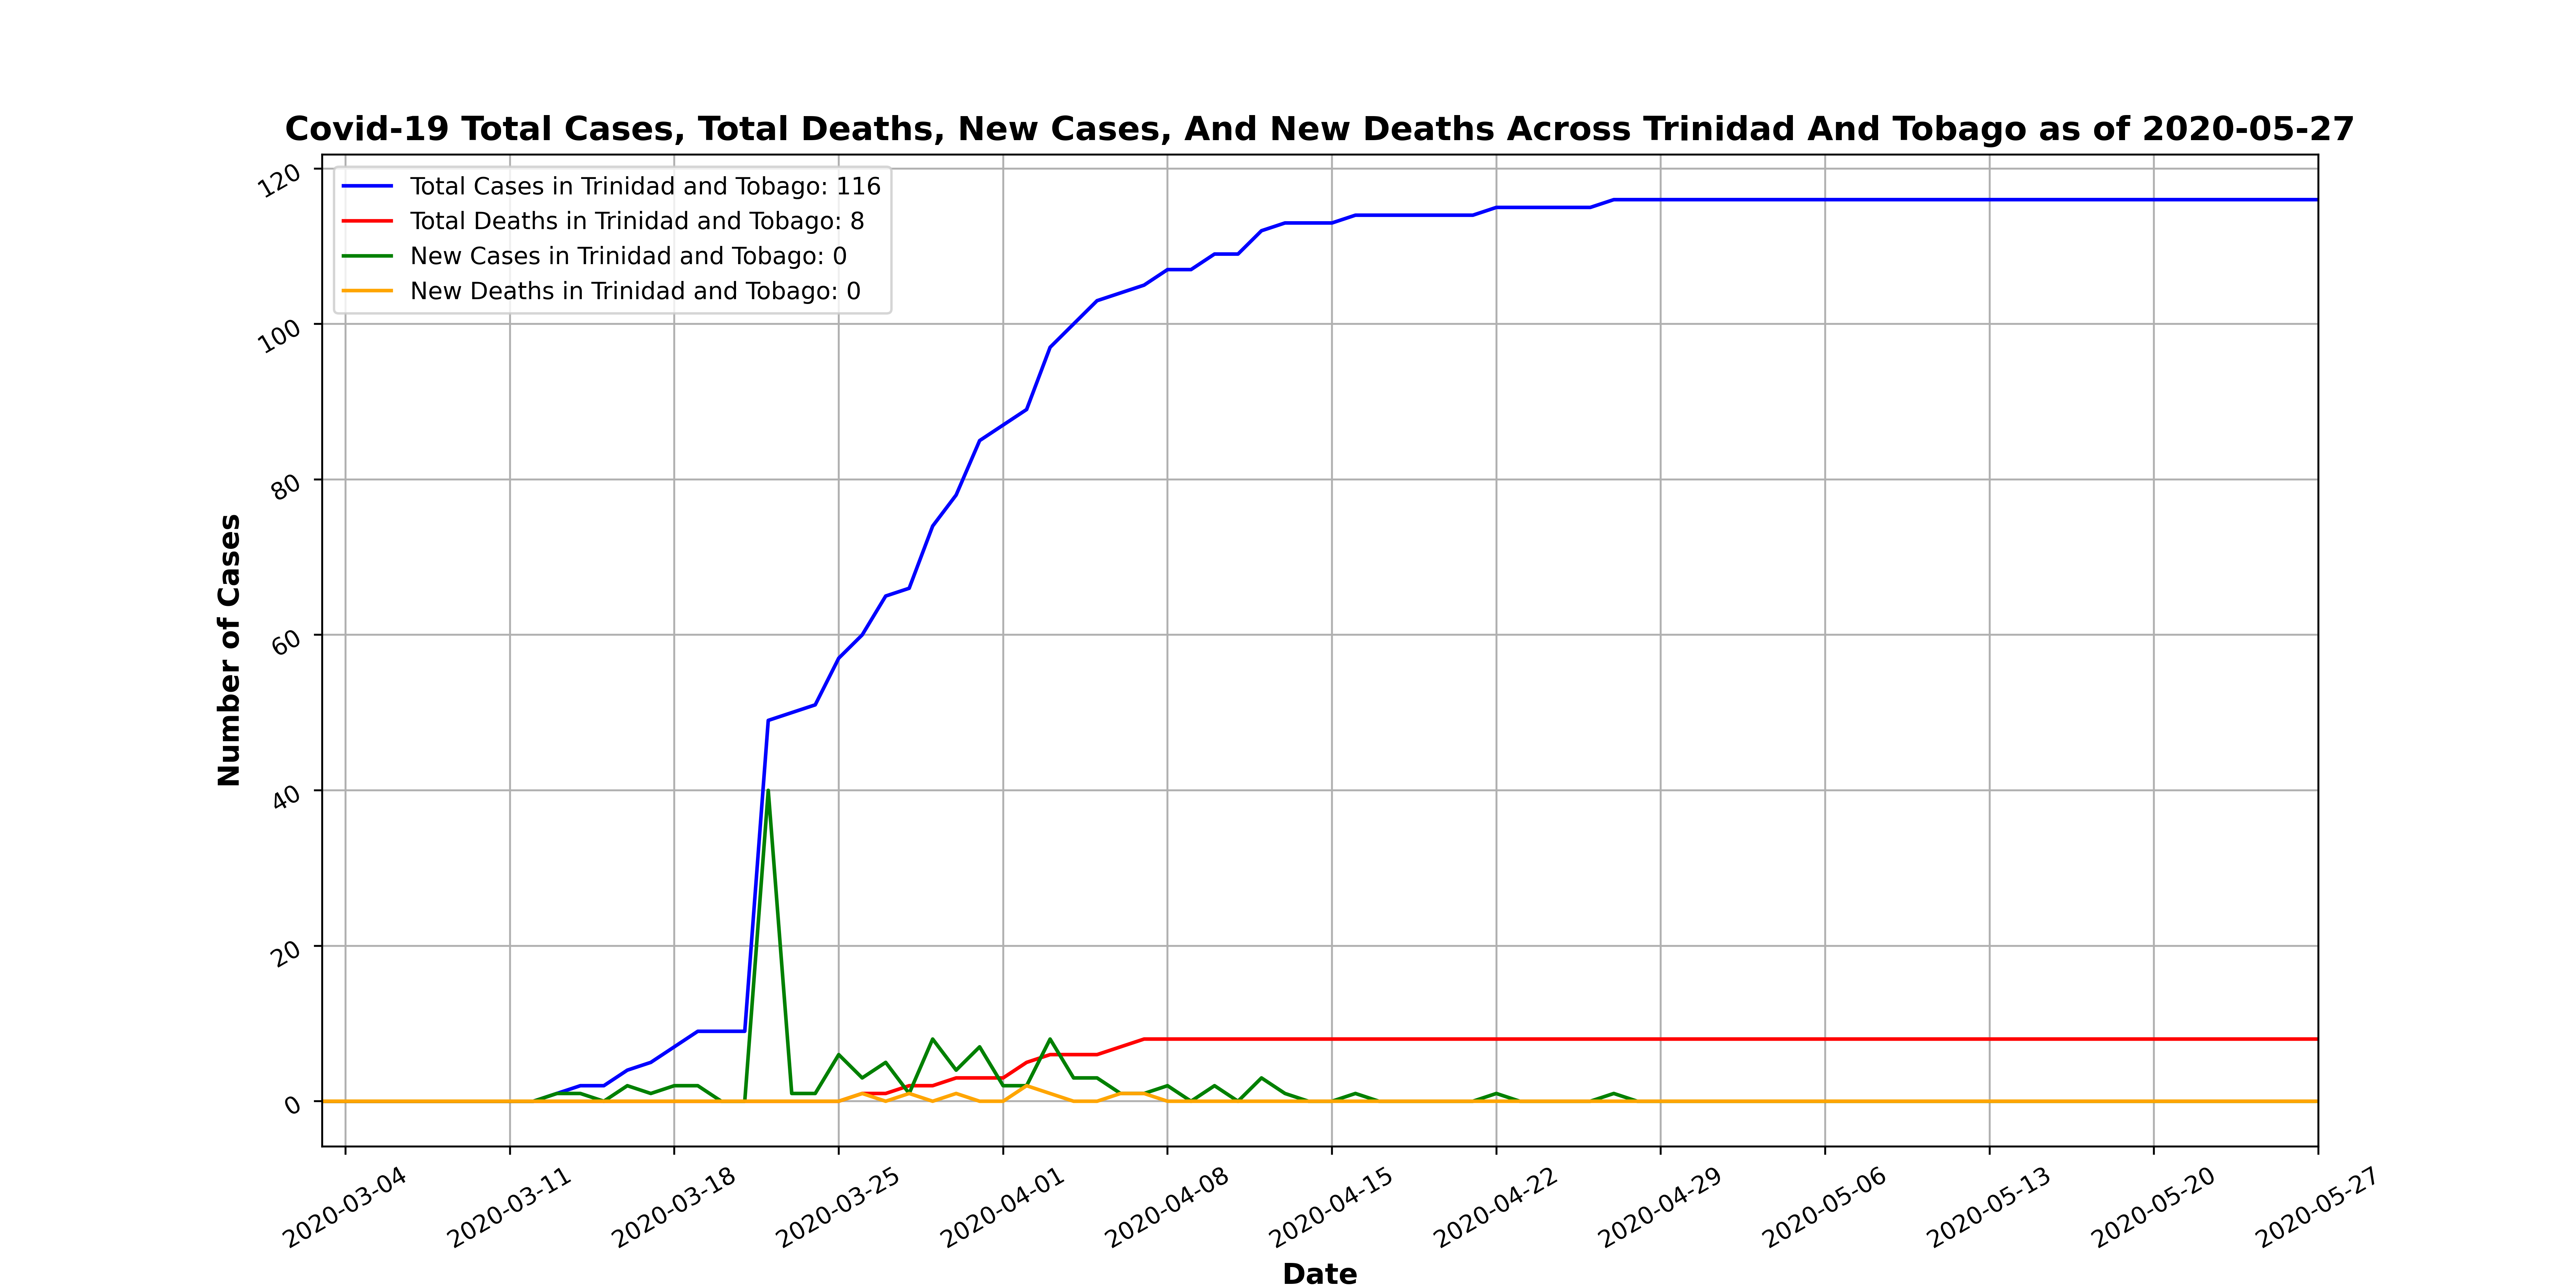 Covid-19 Total Cases, Total Deaths, New Cases, And New Deaths Across Trinidad And Tobago as of 2020-05-27
Total Cases in Trinidad and Tobago: 116
Total Deaths in Trinidad and Tobago: 8
New Cases in Trinidad and Tobago: 0
New Deaths in Trinidad and Tobago: 0
Number of Cases
120
100
80
60
40
20
0
2020-03-04
2020-03-11
2020-03-18
2020-03-25
2020-04-01
2020-04-08
2020-04-15
2020-04-22
2020-04-29
2020-05-06
2020-05-13
2020-05-20
2020-05-27
Date